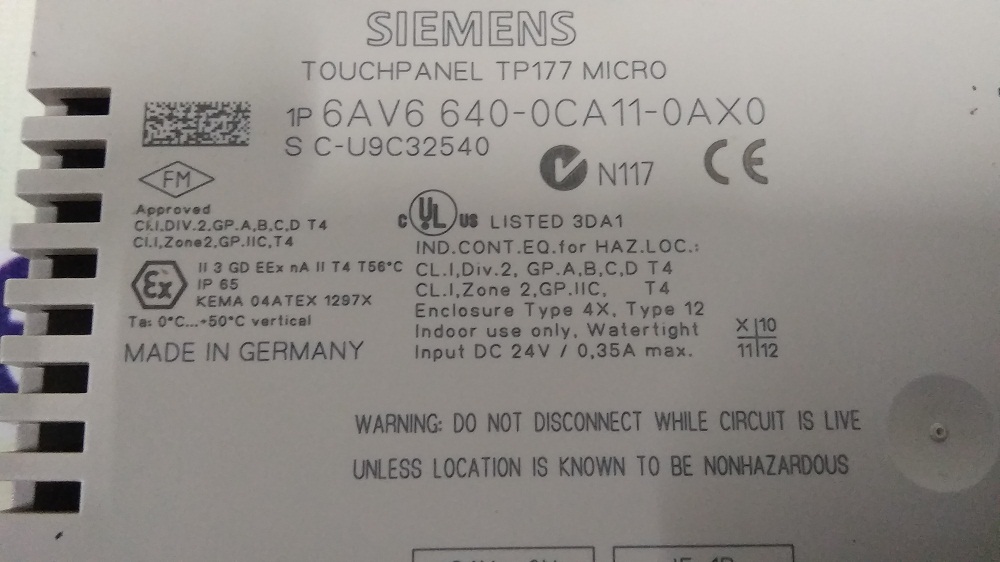 SIEMENS
TOUCHPANEL TP177 MICRO
1P 6AV6 640-0CA11-0AX0
S C-U9C32540
N117 CE
FM
Approved
CL.I,DIV.2,GP.A,B,C,D T4
CL.I,Zone2,GP.IIC,T4
Ex
II 3 GD EEx nA II T4 T56°C
IP 65
KEMA 04ATEX 1297X
Ta: 0°C...+50°C vertical
MADE IN GERMANY
C UL US LISTED 3DA1
IND.CONT.EQ.for HAZ.LOC.:
CL.I,Div.2, GP.A,B,C,D T4
CL.I,Zone 2,GP.IIC, T4
Enclosure Type 4X, Type 12
Indoor use only, Watertight
Input DC 24V / 0,35A max.
X 10
11 12
WARNING: DO NOT DISCONNECT WHILE CIRCUIT IS LIVE
UNLESS LOCATION IS KNOWN TO BE NONHAZARDOUS